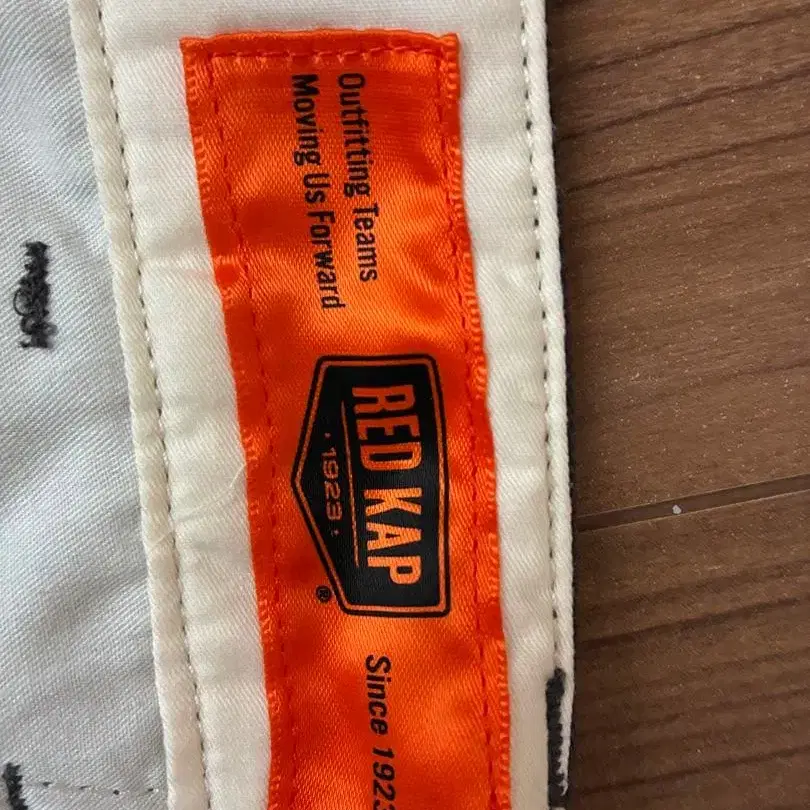 Outfitting Teams
Moving Us Forward
RED KAP
· 1923 ·
®
Since 1923